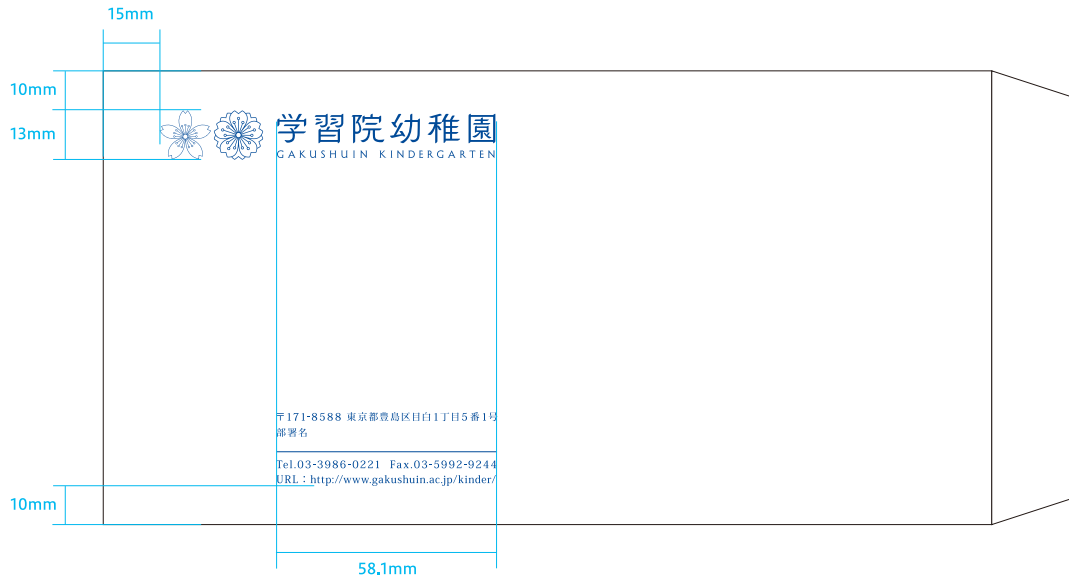 15mm
10mm
13mm
学習院幼稚園
GAKUSHUIN KINDERGARTEN
〒171-8588 東京都豊島区目白1丁目5番1号
部署名
Tel.03-3986-0221 Fax.03-5992-9244
URL：http://www.gakushuin.ac.jp/kinder/
10mm
58.1mm